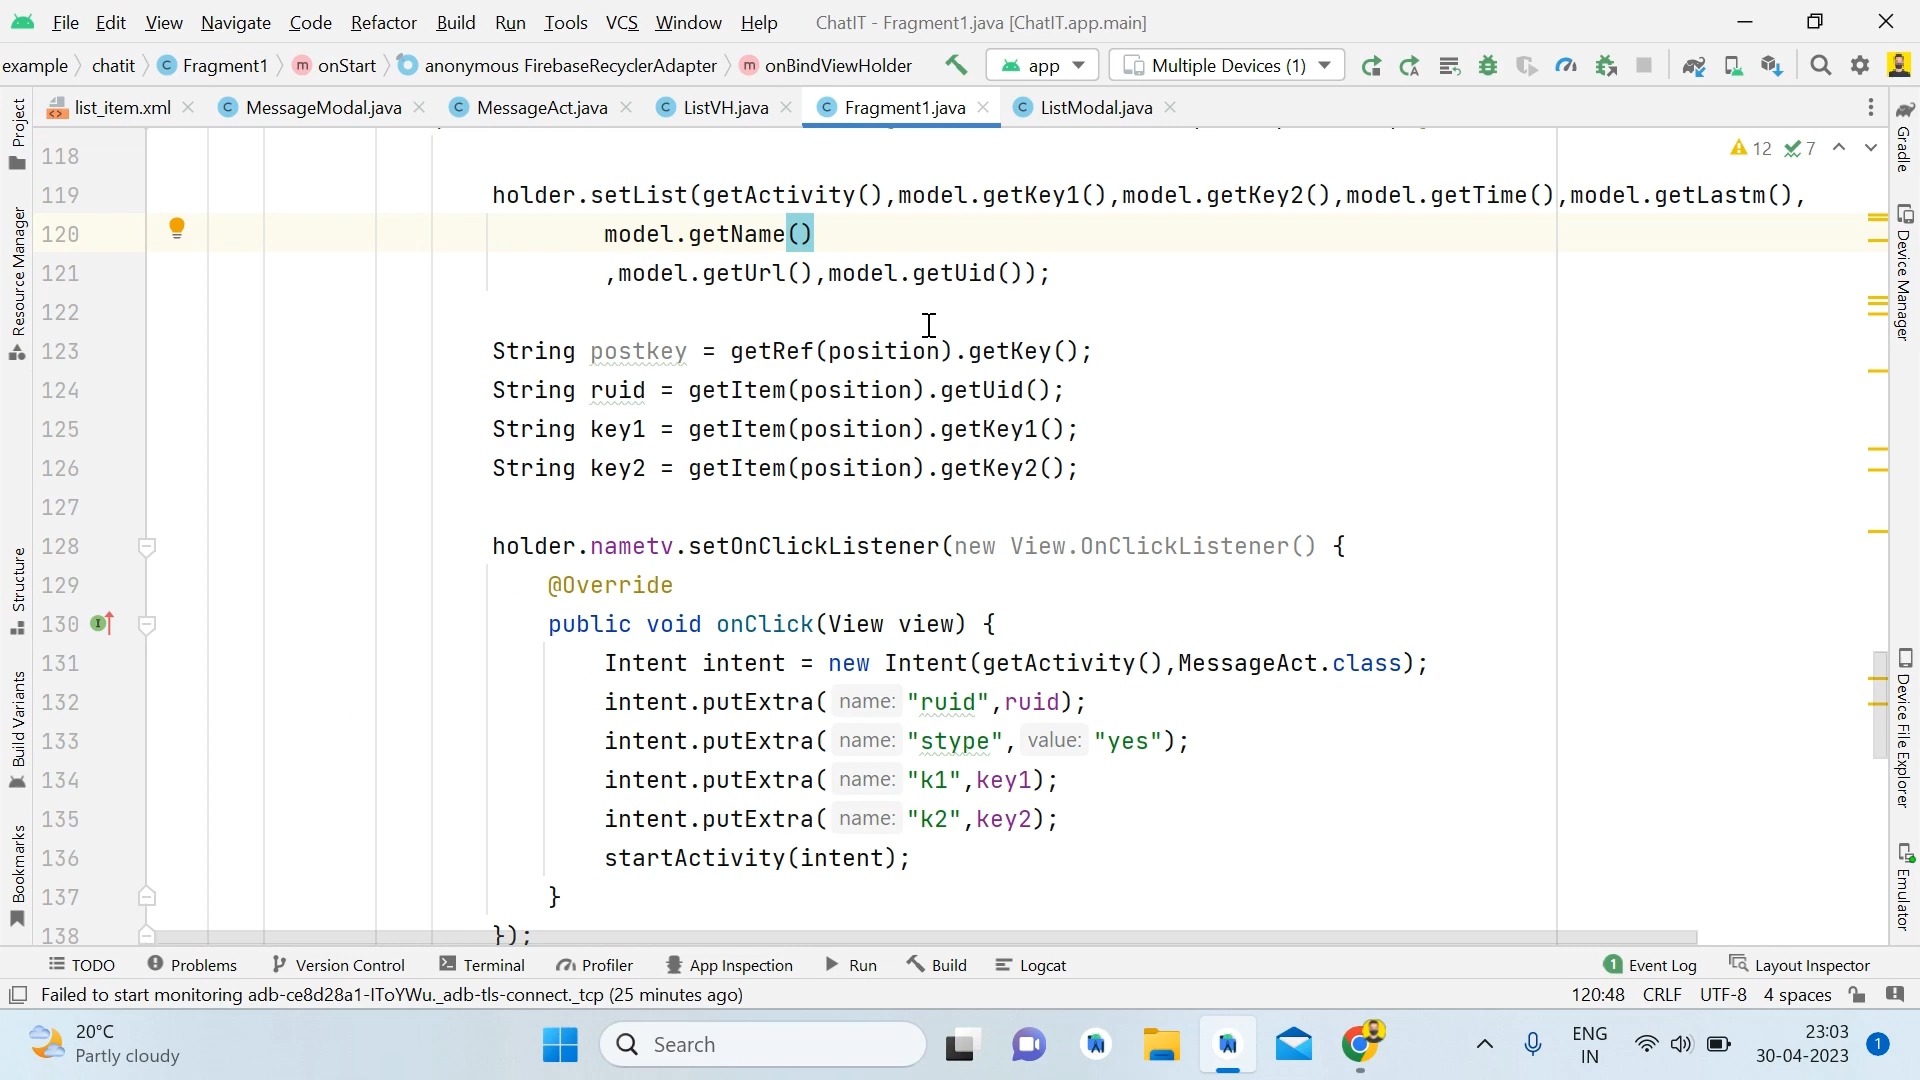 File Edit View Navigate Code Refactor Build Run Tools VCS Window Help ChatIT - Fragment1.java [ChatIT.app.main]
example chatit Fragment1 onStart anonymous FirebaseRecyclerAdapter onBindViewHolder app Multiple Devices (1)
list_item.xml MessageModal.java MessageAct.java ListVH.java Fragment1.java ListModal.java
12 7
118
119 holder.setList(getActivity(),model.getKey1(),model.getKey2(),model.getTime(),model.getLastm(),
120 model.getName()
121 ,model.getUrl(),model.getUid());
122
123 String postkey = getRef(position).getKey();
124 String ruid = getItem(position).getUid();
125 String key1 = getItem(position).getKey1();
126 String key2 = getItem(position).getKey2();
127
128 holder.nametv.setOnClickListener(new View.OnClickListener() {
129 @Override
130 public void onClick(View view) {
131 Intent intent = new Intent(getActivity(),MessageAct.class);
132 intent.putExtra( name: "ruid",ruid);
133 intent.putExtra( name: "stype", value: "yes");
134 intent.putExtra( name: "k1",key1);
135 intent.putExtra( name: "k2",key2);
136 startActivity(intent);
137 }
138 });
Project
Resource Manager
Structure
Build Variants
Bookmarks
Gradle
Device Manager
Device File Explorer
Emulator
TODO Problems Version Control Terminal Profiler App Inspection Run Build Logcat 1 Event Log Layout Inspector
Failed to start monitoring adb-ce8d28a1-IToYWu._adb-tls-connect._tcp (25 minutes ago) 120:48 CRLF UTF-8 4 spaces
20°C
Partly cloudy
Search
ENG
IN
23:03
30-04-2023
1